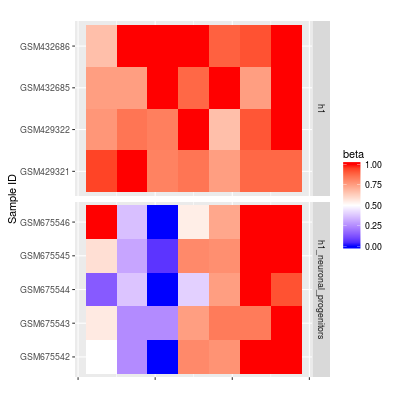 GSM432686
GSM432685
GSM429322
GSM429321
h1
GSM675546
GSM675545
GSM675544
GSM675543
GSM675542
h1_neuronal_progenitors
Sample ID
beta
1.00
0.75
0.50
0.25
0.00